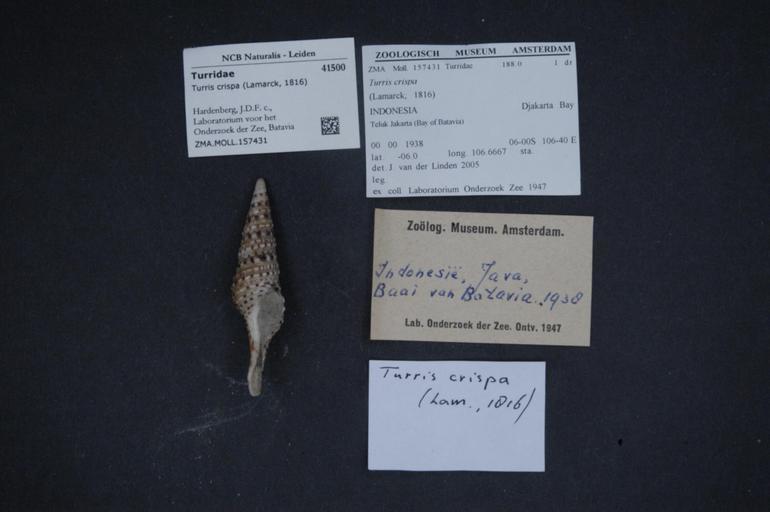 NCB Naturalis - Leiden
Turridae 41500
Turris crispa (Lamarck, 1816)
Hardenberg, J.D.F. c.,
Laboratorium voor het
Onderzoek der Zee, Batavia
ZMA.MOLL.157431
ZOOLOGISCH MUSEUM AMSTERDAM
ZMA Moll. 157431 Turridae 188.0 1 dr
Turris crispa
(Lamarck, 1816)
INDONESIA Djakarta Bay
Teluk Jakarta (Bay of Batavia)
00 00 1938 06-00S 106-40 E
lat. -06.0 long. 106.6667 sta.
det. J. van der Linden 2005
leg.
ex coll. Laboratorium Onderzoek Zee 1947
Zoölog. Museum. Amsterdam.
Indonesië, Java,
Baai van Batavia. 1938
Lab. Onderzoek der Zee. Ontv. 1947
Turris crispa
(Lam., 1816)